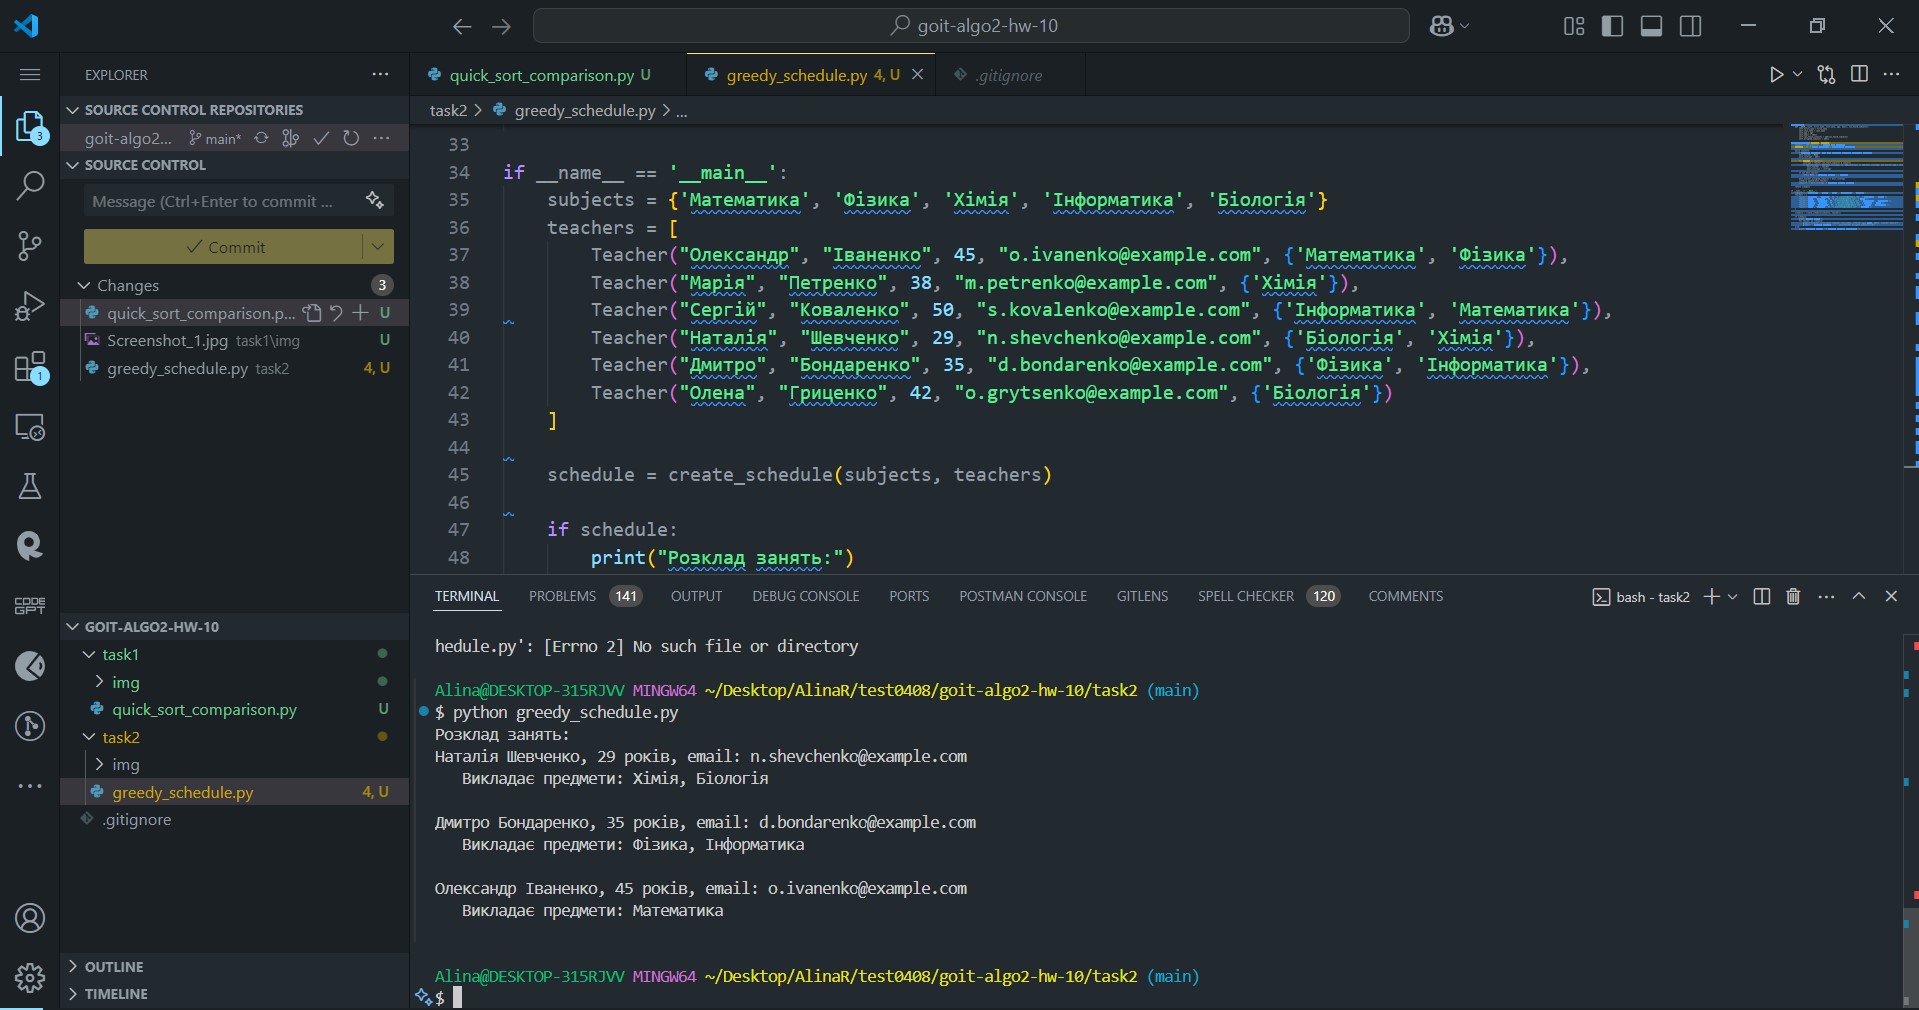 goit-algo2-hw-10
EXPLORER
SOURCE CONTROL REPOSITORIES
goit-algo2... main*
SOURCE CONTROL
Message (Ctrl+Enter to commit ...
Commit
Changes 3
quick_sort_comparison.p... U
Screenshot_1.jpg task1\img U
greedy_schedule.py task2 4, U
3
1
CODE
GPT
GOIT-ALGO2-HW-10
task1
img
quick_sort_comparison.py U
task2
img
greedy_schedule.py 4, U
.gitignore
OUTLINE
TIMELINE
quick_sort_comparison.py U greedy_schedule.py 4, U .gitignore
task2 > greedy_schedule.py > ...
33
34 if __name__ == '__main__':
35 subjects = {'Математика', 'Фізика', 'Хімія', 'Інформатика', 'Біологія'}
36 teachers = [
37 Teacher("Олександр", "Іваненко", 45, "o.ivanenko@example.com", {'Математика', 'Фізика'}),
38 Teacher("Марія", "Петренко", 38, "m.petrenko@example.com", {'Хімія'}),
39 Teacher("Сергій", "Коваленко", 50, "s.kovalenko@example.com", {'Інформатика', 'Математика'}),
40 Teacher("Наталія", "Шевченко", 29, "n.shevchenko@example.com", {'Біологія', 'Хімія'}),
41 Teacher("Дмитро", "Бондаренко", 35, "d.bondarenko@example.com", {'Фізика', 'Інформатика'}),
42 Teacher("Олена", "Гриценко", 42, "o.grytsenko@example.com", {'Біологія'})
43 ]
44
45 schedule = create_schedule(subjects, teachers)
46
47 if schedule:
48 print("Розклад занять:")
TERMINAL PROBLEMS 141 OUTPUT DEBUG CONSOLE PORTS POSTMAN CONSOLE GITLENS SPELL CHECKER 120 COMMENTS bash - task2
hedule.py': [Errno 2] No such file or directory
Alina@DESKTOP-315RJVV MINGW64 ~/Desktop/AlinaR/test0408/goit-algo2-hw-10/task2 (main)
$ python greedy_schedule.py
Розклад занять:
Наталія Шевченко, 29 років, email: n.shevchenko@example.com
Викладає предмети: Хімія, Біологія
Дмитро Бондаренко, 35 років, email: d.bondarenko@example.com
Викладає предмети: Фізика, Інформатика
Олександр Іваненко, 45 років, email: o.ivanenko@example.com
Викладає предмети: Математика
Alina@DESKTOP-315RJVV MINGW64 ~/Desktop/AlinaR/test0408/goit-algo2-hw-10/task2 (main)
$